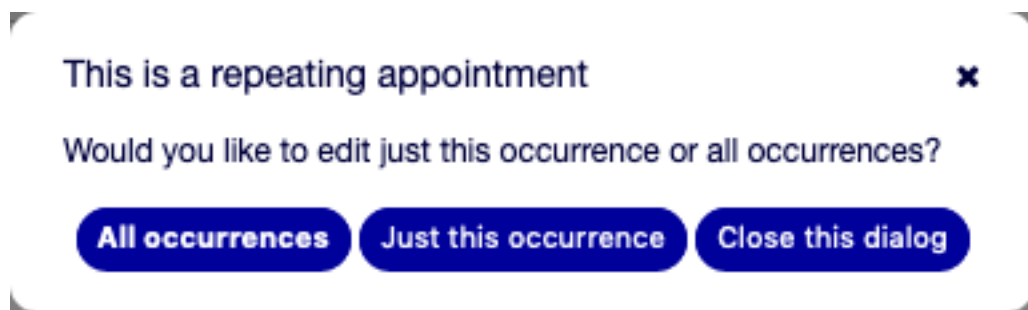 This is a repeating appointment
Would you like to edit just this occurrence or all occurrences?
All occurrences Just this occurrence Close this dialog